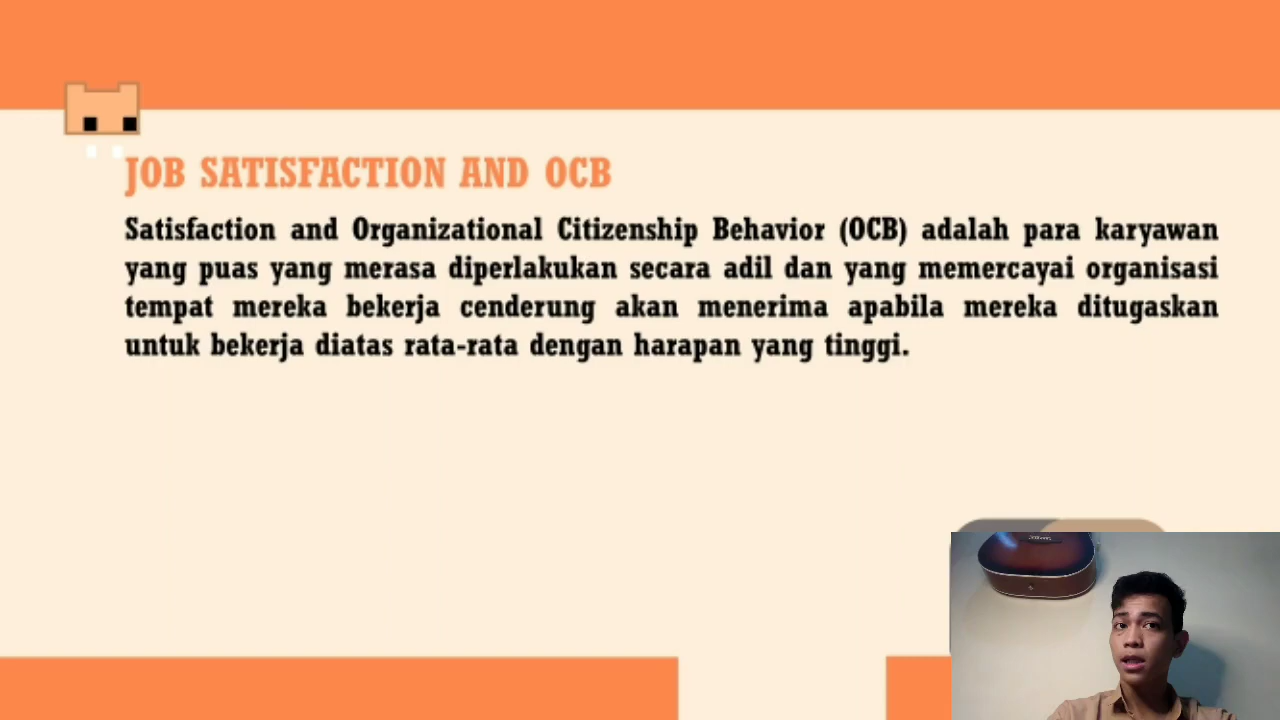 JOB SATISFACTION AND OCB
Satisfaction and Organizational Citizenship Behavior (OCB) adalah para karyawan
yang puas yang merasa diperlakukan secara adil dan yang memercayai organisasi
tempat mereka bekerja cenderung akan menerima apabila mereka ditugaskan
untuk bekerja diatas rata-rata dengan harapan yang tinggi.